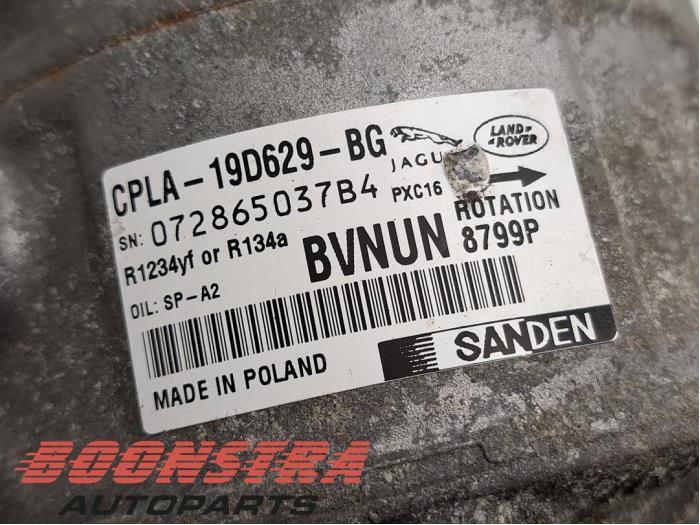 CPLA-19D629-BG
JAGU
LAND-
-ROVER
SN: 072865037B4
PXC16
R1234yf or R134a
BVNUN
ROTATION
8799P
OIL: SP-A2
SANDEN
MADE IN POLAND
BOONSTRA
AUTOPARTS